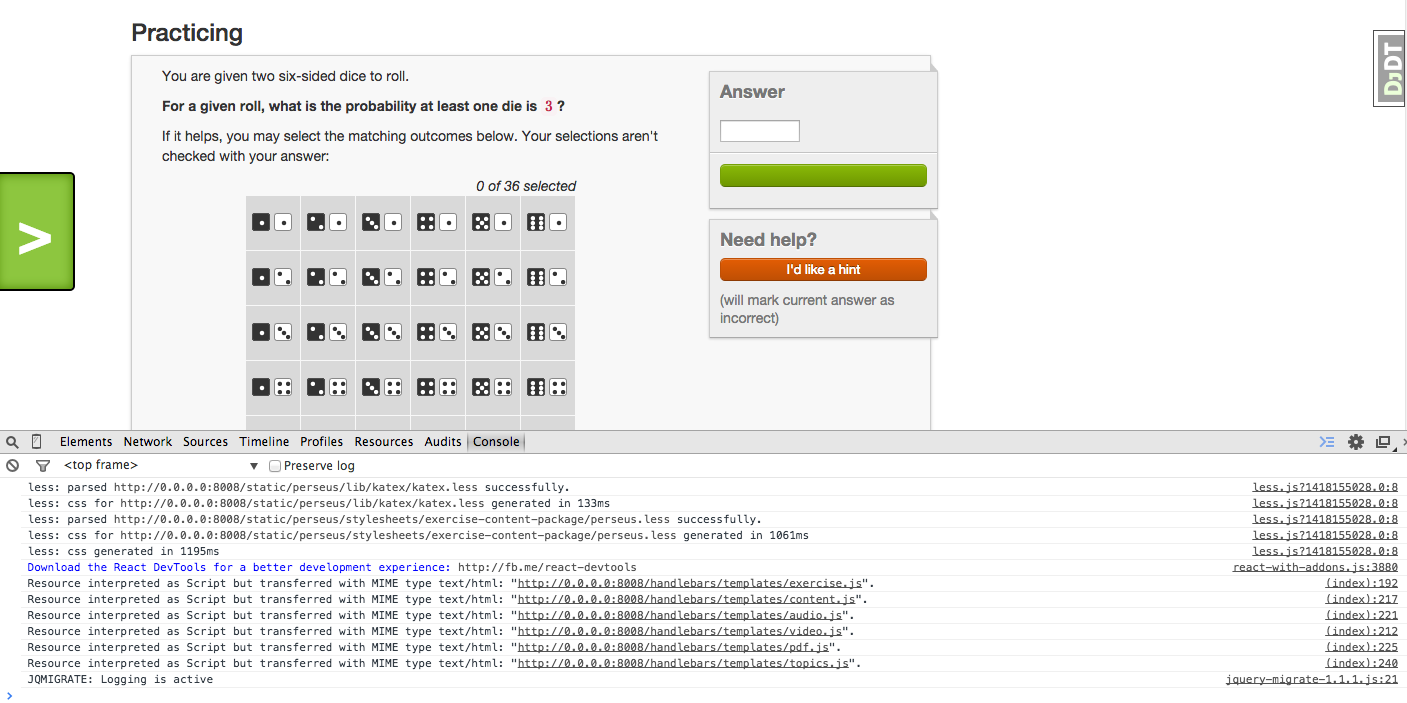 Practicing
You are given two six-sided dice to roll.
For a given roll, what is the probability at least one die is 3 ?
If it helps, you may select the matching outcomes below. Your selections aren't
checked with your answer:
0 of 36 selected
Answer
Need help?
I'd like a hint
(will mark current answer as
incorrect)
DjDT
>
Elements Network Sources Timeline Profiles Resources Audits Console
<top frame> ▼ Preserve log
less: parsed http://0.0.0.0:8008/static/perseus/lib/katex/katex.less successfully. less.js?1418155028.0:8
less: css for http://0.0.0.0:8008/static/perseus/lib/katex/katex.less generated in 133ms less.js?1418155028.0:8
less: parsed http://0.0.0.0:8008/static/perseus/stylesheets/exercise-content-package/perseus.less successfully. less.js?1418155028.0:8
less: css for http://0.0.0.0:8008/static/perseus/stylesheets/exercise-content-package/perseus.less generated in 1061ms less.js?1418155028.0:8
less: css generated in 1195ms less.js?1418155028.0:8
Download the React DevTools for a better development experience: http://fb.me/react-devtools react-with-addons.js:3880
Resource interpreted as Script but transferred with MIME type text/html: "http://0.0.0.0:8008/handlebars/templates/exercise.js". (index):192
Resource interpreted as Script but transferred with MIME type text/html: "http://0.0.0.0:8008/handlebars/templates/content.js". (index):217
Resource interpreted as Script but transferred with MIME type text/html: "http://0.0.0.0:8008/handlebars/templates/audio.js". (index):221
Resource interpreted as Script but transferred with MIME type text/html: "http://0.0.0.0:8008/handlebars/templates/video.js". (index):212
Resource interpreted as Script but transferred with MIME type text/html: "http://0.0.0.0:8008/handlebars/templates/pdf.js". (index):225
Resource interpreted as Script but transferred with MIME type text/html: "http://0.0.0.0:8008/handlebars/templates/topics.js". (index):240
JQMIGRATE: Logging is active jquery-migrate-1.1.1.js:21
>